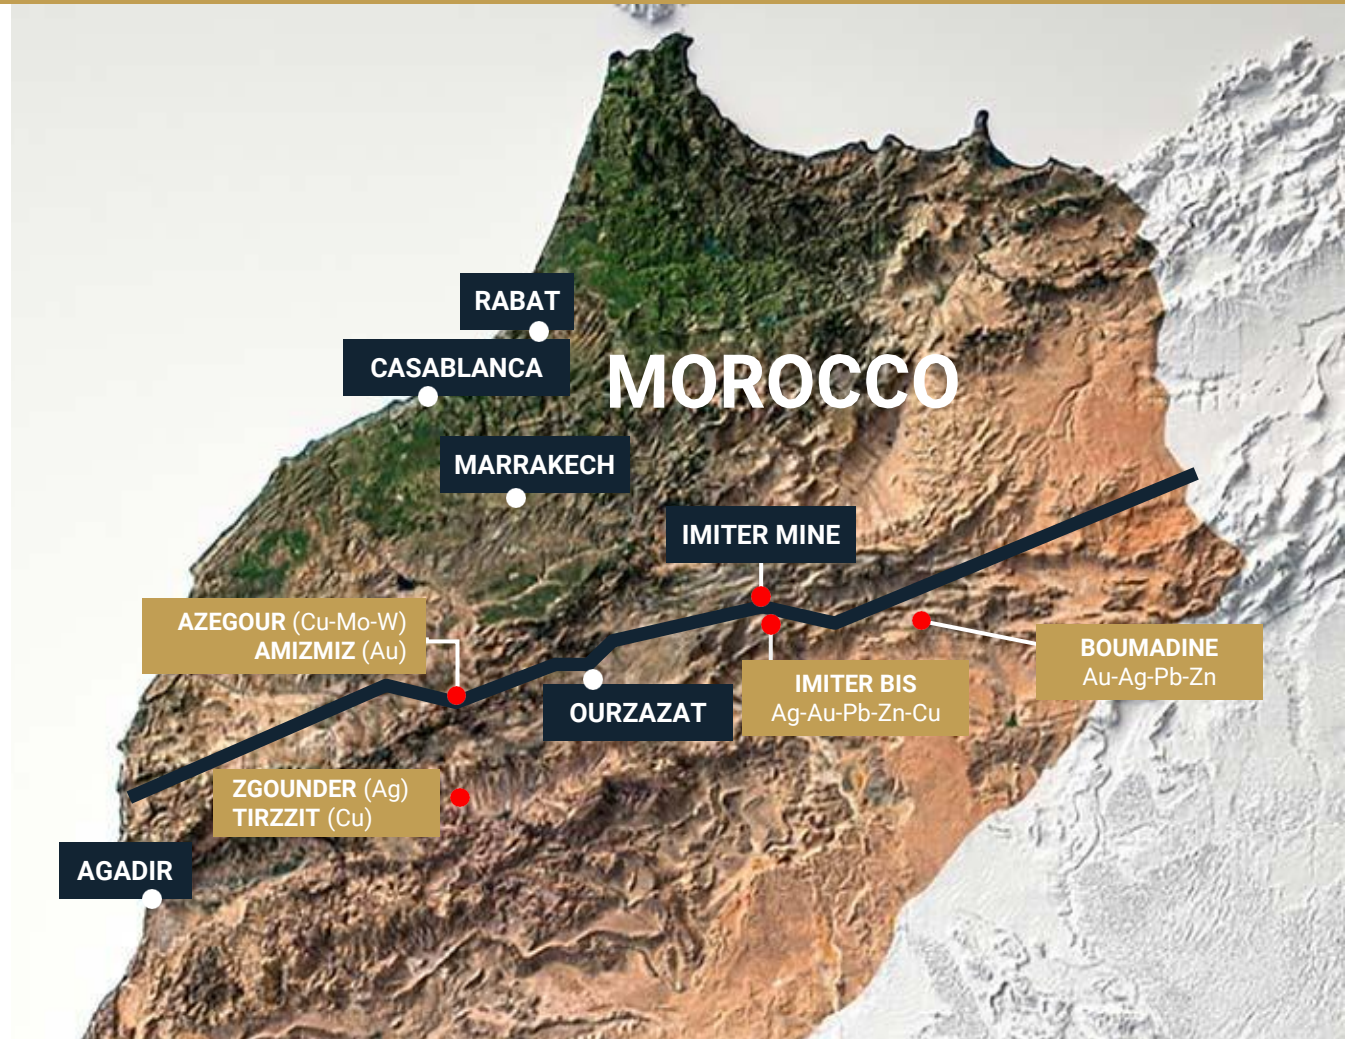 RABAT
CASABLANCA
MOROCCO
MARRAKECH
IMITER MINE
AZEGOUR (Cu-Mo-W)
AMIZMIZ (Au)
BOUMADINE
Au-Ag-Pb-Zn
IMITER BIS
Ag-Au-Pb-Zn-Cu
OURZAZAT
ZGOUNDER (Ag)
TIRZZIT (Cu)
AGADIR